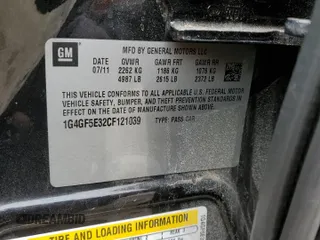 GM
MFD BY GENERAL MOTORS LLC
DATE GVWR GAWR FRT GAWR RR
07/11 2262 KG 1186 KG 1076 KG
4987 LB 2615 LB 2372 LB
THIS VEHICLE CONFORMS TO ALL APPLICABLE U.S. FEDERAL MOTOR
VEHICLE SAFETY, BUMPER, AND THEFT PREVENTION STANDARDS
IN EFFECT ON THE DATE OF MANUFACTURE SHOWN ABOVE.
1G4GF5E32CF121039 TYPE: PASS CAR
TIRE AND LOADING INFORMATION